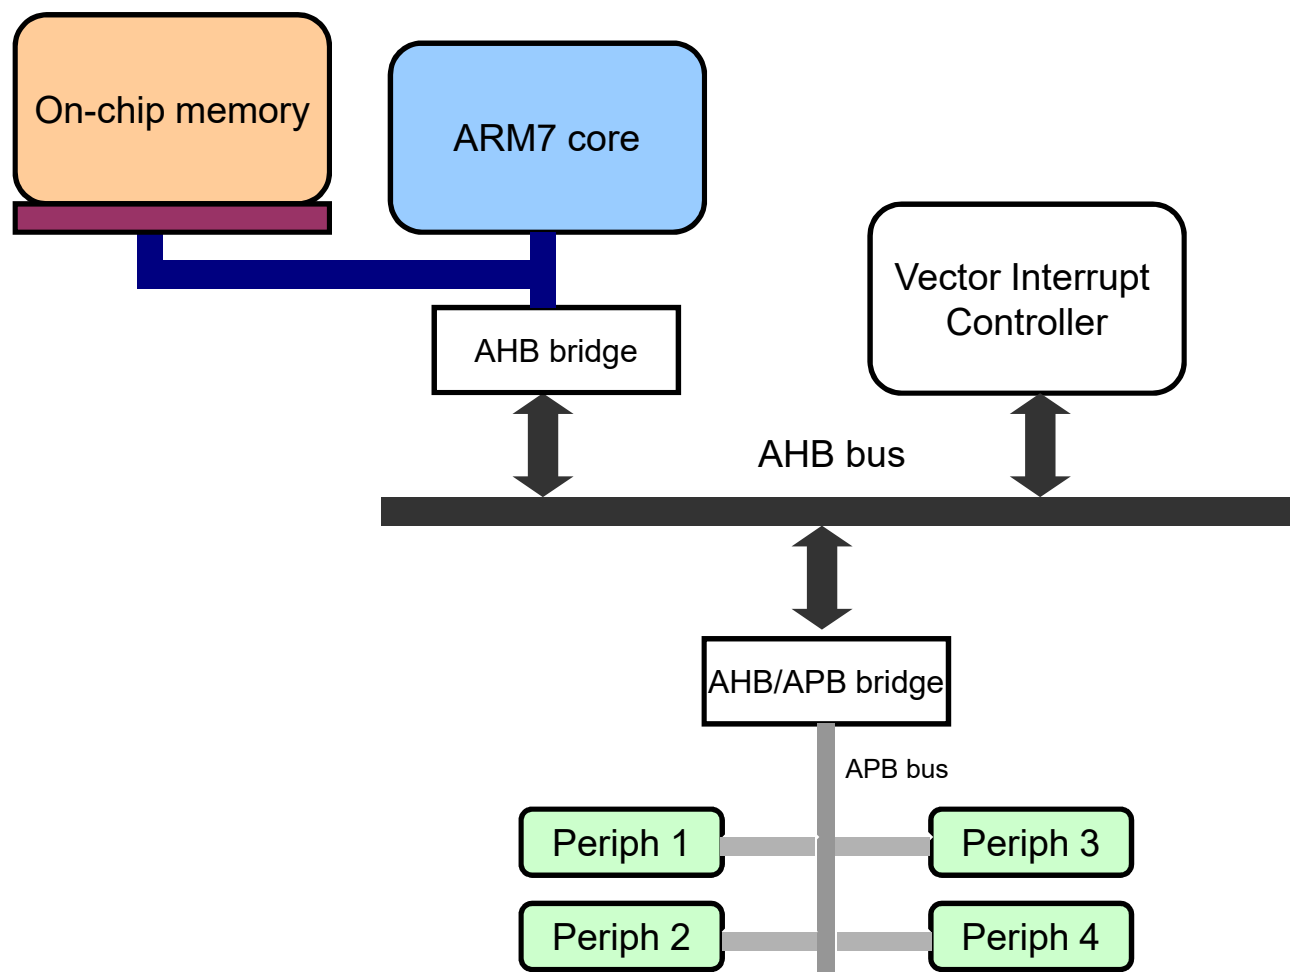 On-chip memory
ARM7 core
Vector Interrupt
Controller
AHB bridge
AHB bus
AHB/APB bridge
APB bus
Periph 1
Periph 3
Periph 2
Periph 4